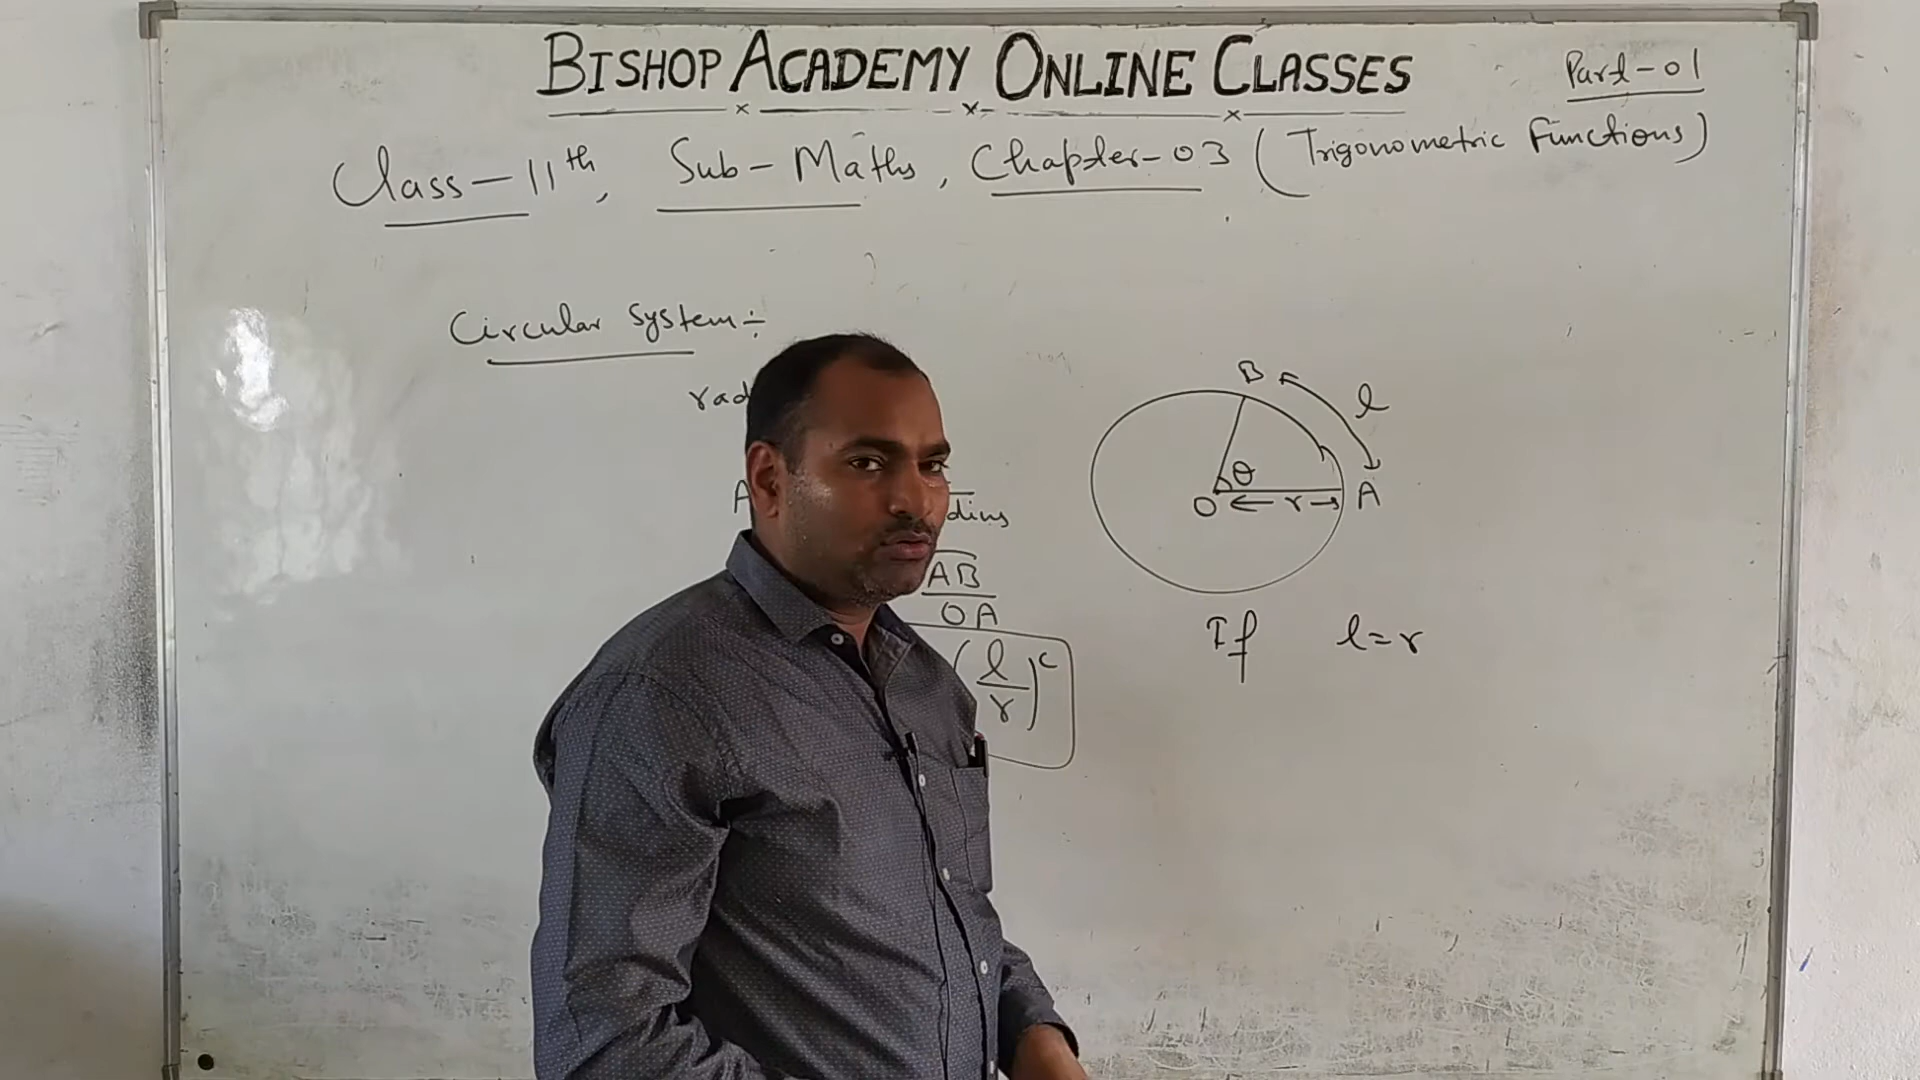 BISHOP ACADEMY ONLINE CLASSES
Part-01
Class-11th, Sub-Maths, Chapter-03 (Trigonometric Functions)
Circular System÷
B
l
θ
O ← r → A
AB
OA
(l/r)^c
If l=r